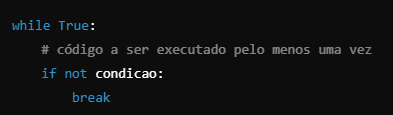 while True:
    # código a ser executado pelo menos uma vez
    if not condicao:
        break